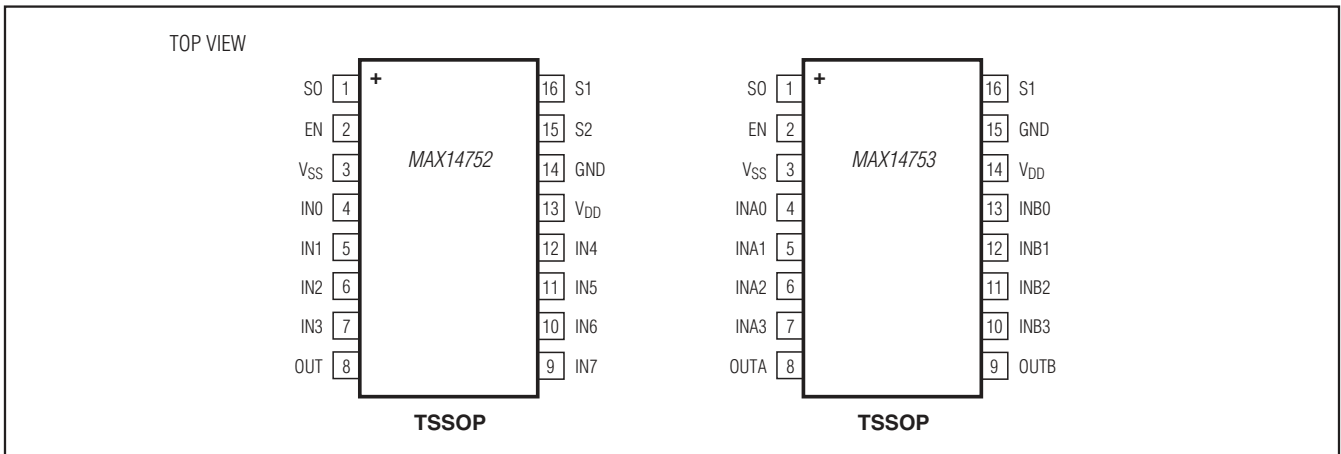 TOP VIEW
S0 1 + 16 S1
EN 2 15 S2
VSS 3 MAX14752 14 GND
IN0 4 13 VDD
IN1 5 12 IN4
IN2 6 11 IN5
IN3 7 10 IN6
OUT 8 9 IN7
TSSOP
S0 1 + 16 S1
EN 2 15 GND
VSS 3 MAX14753 14 VDD
INA0 4 13 INB0
INA1 5 12 INB1
INA2 6 11 INB2
INA3 7 10 INB3
OUTA 8 9 OUTB
TSSOP